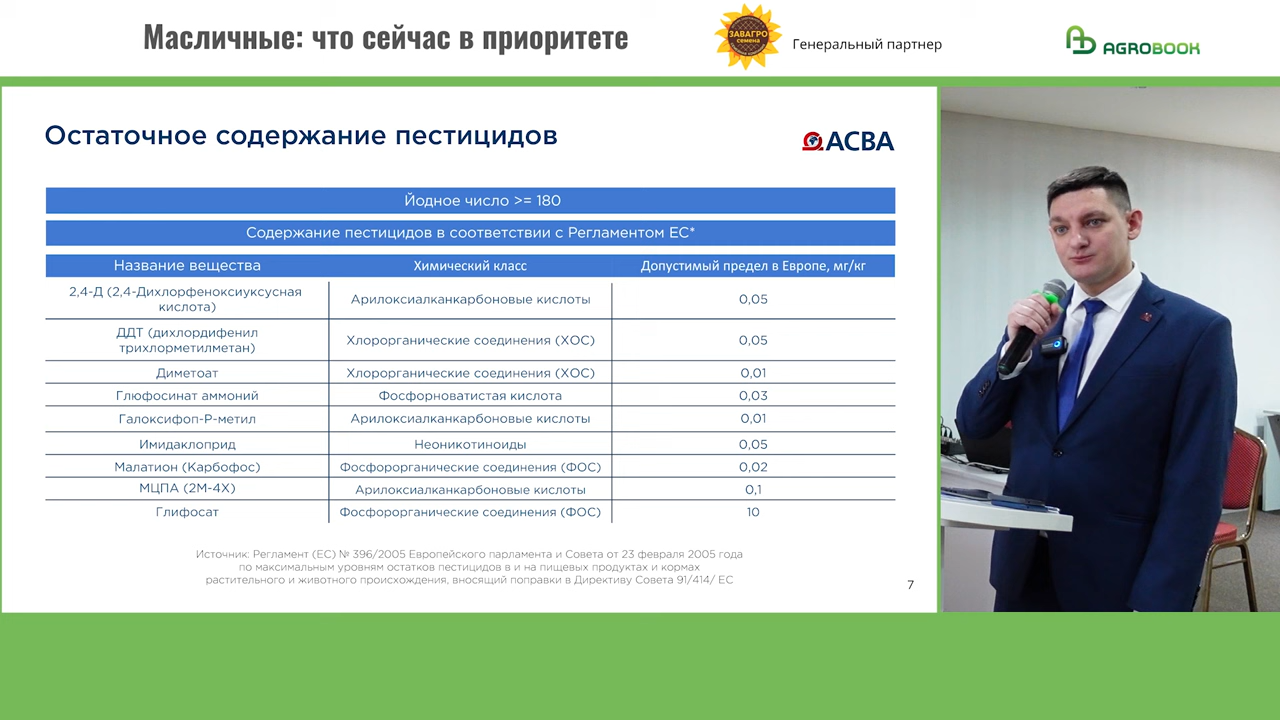 Масличные: что сейчас в приоритете
ЗАВАГРО
семена
Генеральный партнер
AGROBOOK
Остаточное содержание пестицидов
АСВА
Йодное число >= 180
Содержание пестицидов в соответствии с Регламентом ЕС*
Название вещества Химический класс Допустимый предел в Европе, мг/кг
2,4-Д (2,4-Дихлорфеноксиуксусная
кислота) Арилоксиалканкарбоновые кислоты 0,05
ДДТ (дихлордифенил
трихлорметилметан) Хлорорганические соединения (ХОС) 0,05
Диметоат Хлорорганические соединения (ХОС) 0,01
Глюфосинат аммоний Фосфорноватистая кислота 0,03
Галоксифоп-Р-метил Арилоксиалканкарбоновые кислоты 0,01
Имидаклоприд Неоникотиноиды 0,05
Малатион (Карбофос) Фосфорорганические соединения (ФОС) 0,02
МЦПА (2М-4Х) Арилоксиалканкарбоновые кислоты 0,1
Глифосат Фосфорорганические соединения (ФОС) 10
Источник: Регламент (ЕС) № 396/2005 Европейского парламента и Совета от 23 февраля 2005 года
по максимальным уровням остатков пестицидов в и на пищевых продуктах и кормах
растительного и животного происхождения, вносящий поправки в Директиву Совета 91/414/ ЕС
7